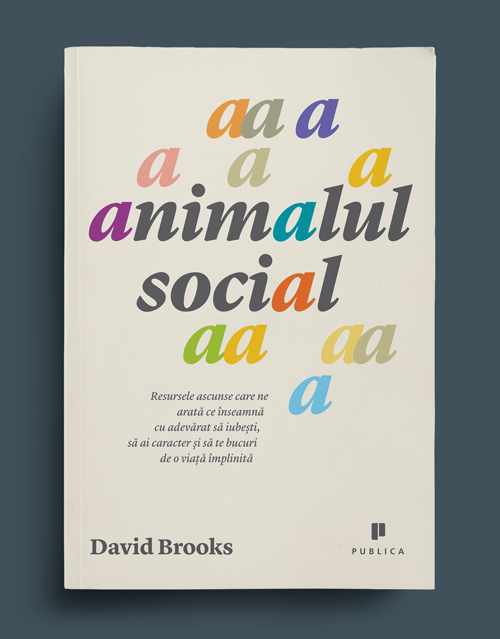 aa a
a a a
animalul
social
aa aa
a
Resursele ascunse care ne
arată ce înseamnă
cu adevărat să iubești,
să ai caracter și să te bucuri
de o viață împlinită
David Brooks
PUBLICA